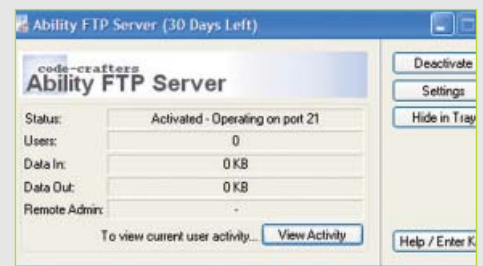 Ability FTP Server (30 Days Left)
code-crafters
Ability FTP Server
Status: Activated - Operating on port 21
Users: 0
Data In: 0 KB
Data Out: 0 KB
Remote Admin: -
To view current user activity... View Activity
Deactivate
Settings
Hide in Tray
Help / Enter K